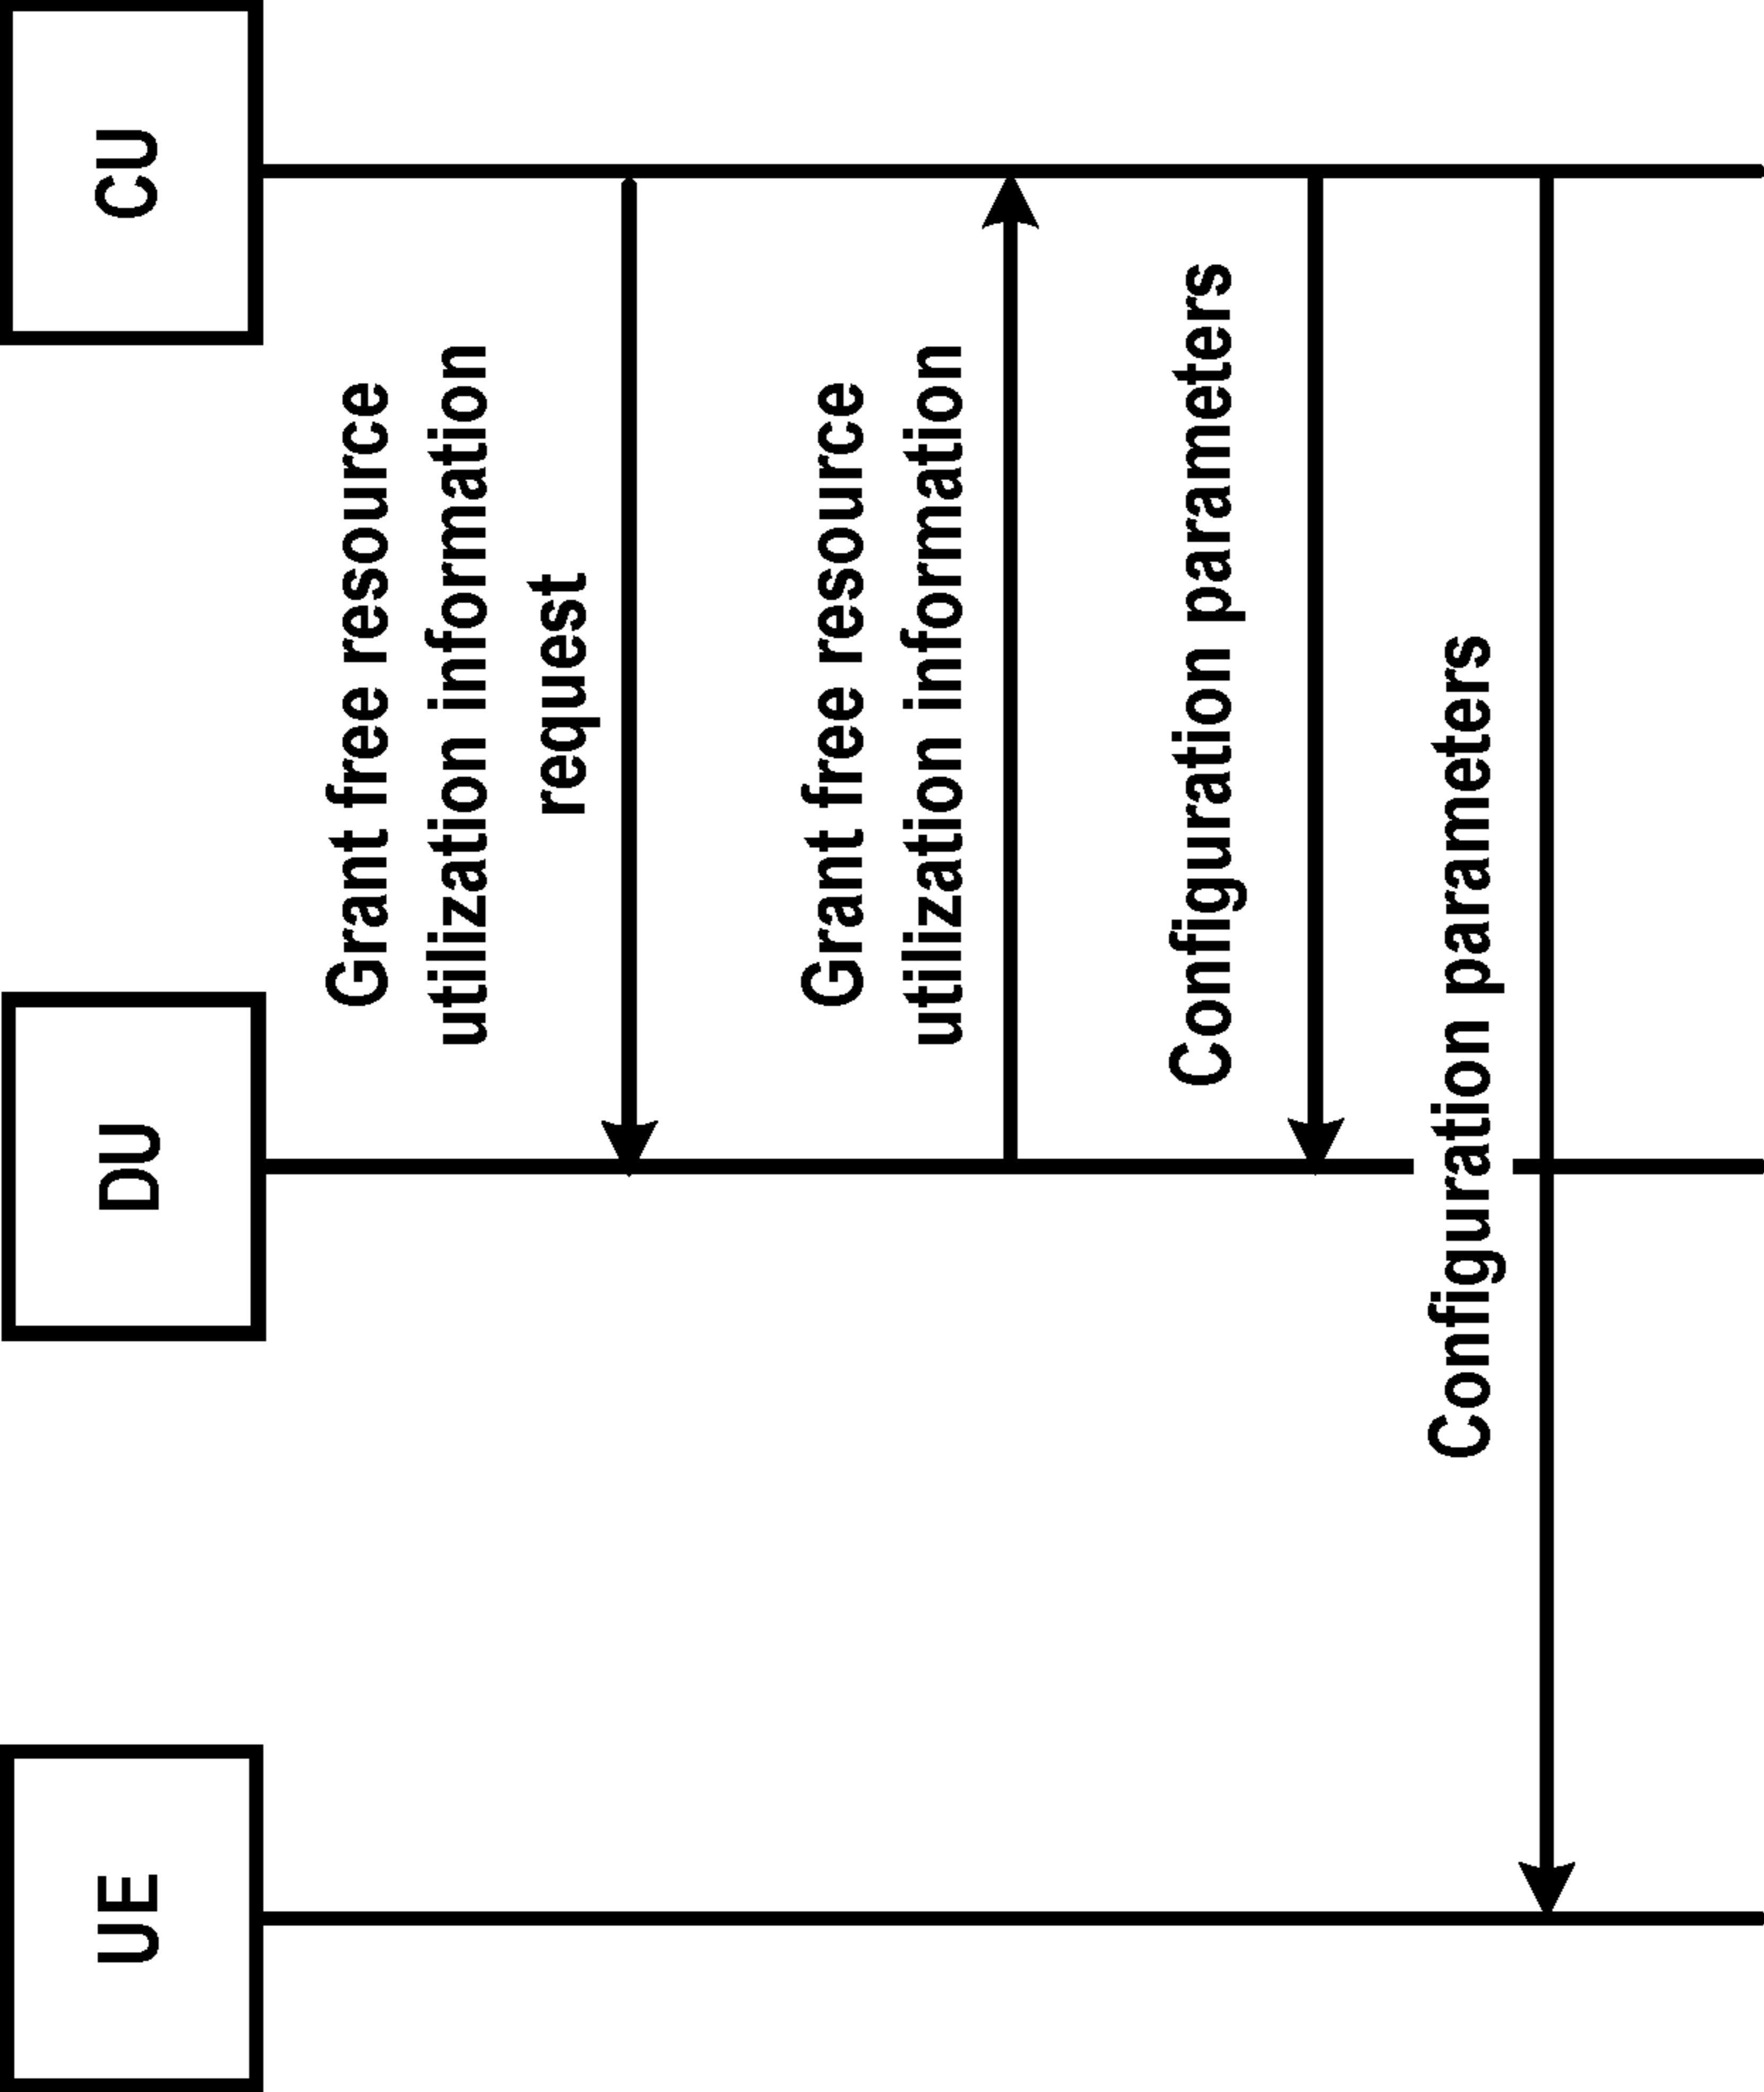 UE
DU
CU
Grant free resource
utilization information
request
Grant free resource
utilization information
Configuration parameters
Configuration parameters